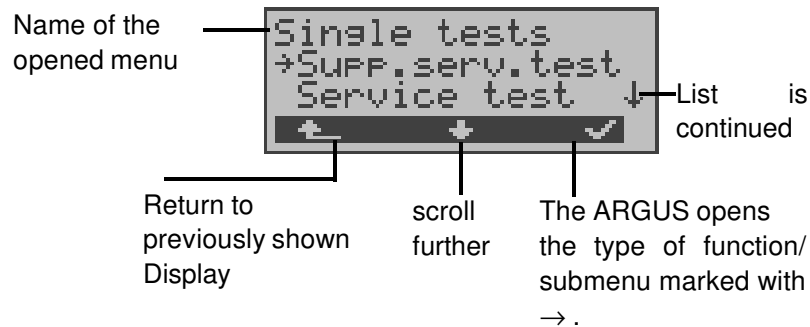 Name of the
opened menu
Single tests
→Supp.serv.test
Service test ↓
List is
continued
Return to
previously shown
Display
scroll
further
The ARGUS opens
the type of function/
submenu marked with
→ .